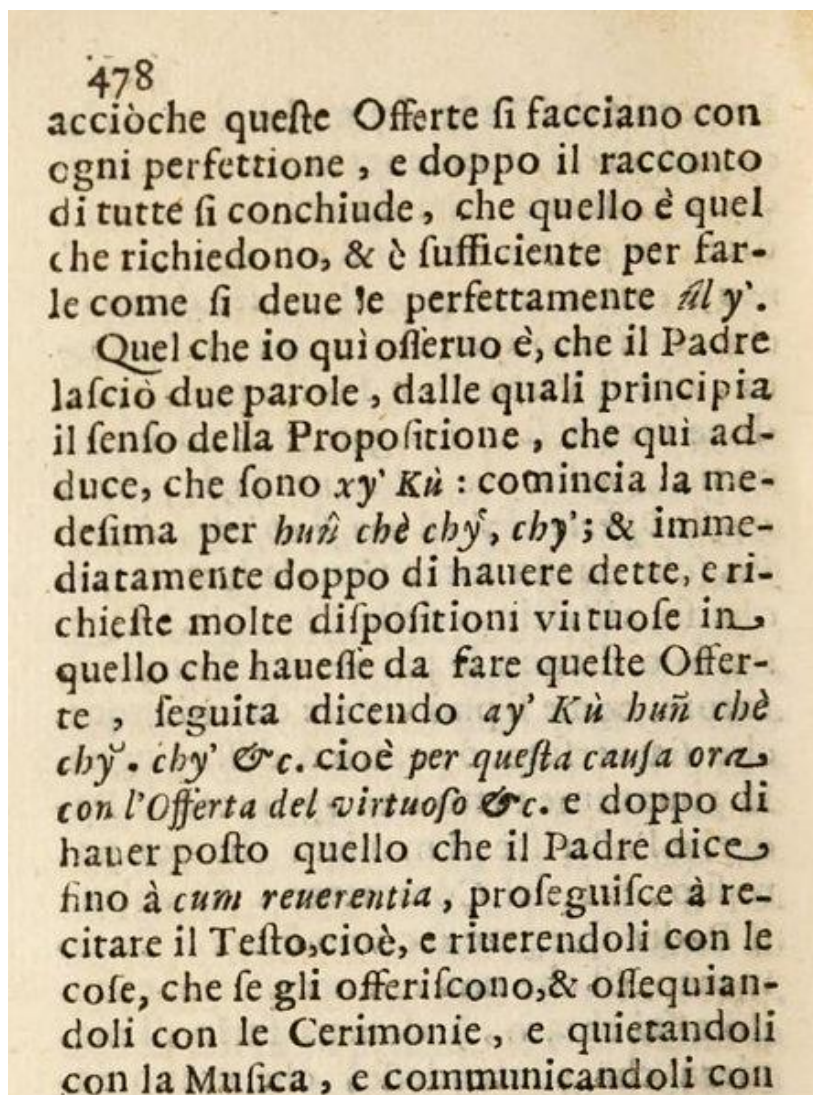 478
acciòche queſte Offerte ſi facciano con
ogni perfettione , e doppo il racconto
di tutte ſi conchiude , che quello è quel
che richiedono, & è ſufficiente per far-
le come ſi deue le perfettamente y'.
Quel che io quì oſſeruo è, che il Padre
laſciò due parole , dalle quali principia
il ſenſo della Propoſitione , che quì ad-
duce, che ſono xy' Kù : comincia la me-
deſima per huñ chè chy̛, chy'; & imme-
diatamente doppo di hauere dette, e ri-
chieſte molte diſpoſitioni virtuoſe in
quello che haueſſe da fare queſte Offer-
te , ſeguita dicendo ay' Kù huñ chè
chy̛. chy' &c. cioè per queſta cauſa ora
con l'Offerta del virtuoſo &c. e doppo di
hauer poſto quello che il Padre dice
fino à cum reuerentia , proſeguiſce à re-
citare il Teſto,cioè, e riuerendoli con le
coſe, che ſe gli offeriſcono,& oſſequian-
doli con le Cerimonie , e quietandoli
con la Muſica , e communicandoli con